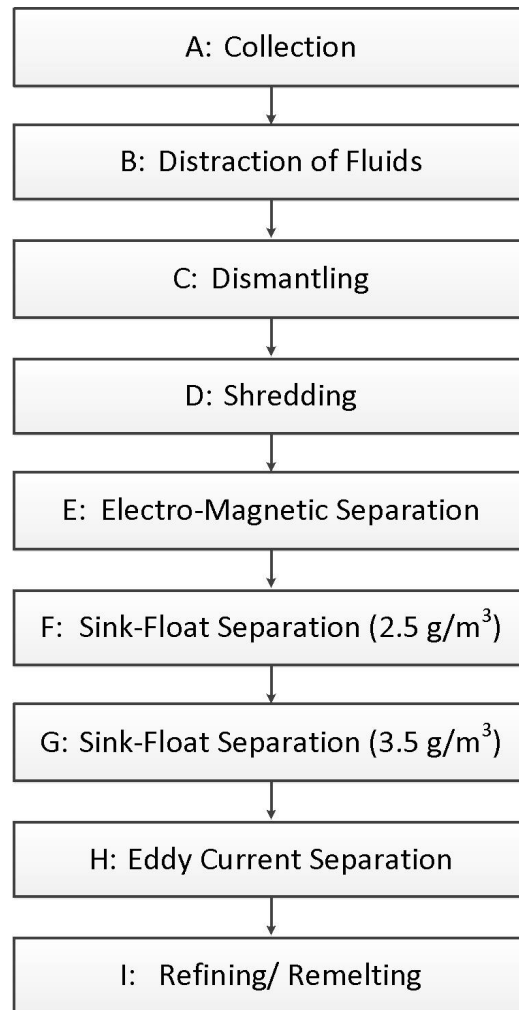 A: Collection
B: Distraction of Fluids
C: Dismantling
D: Shredding
E: Electro-Magnetic Separation
F: Sink-Float Separation (2.5 g/m³)
G: Sink-Float Separation (3.5 g/m³)
H: Eddy Current Separation
I: Refining/ Remelting